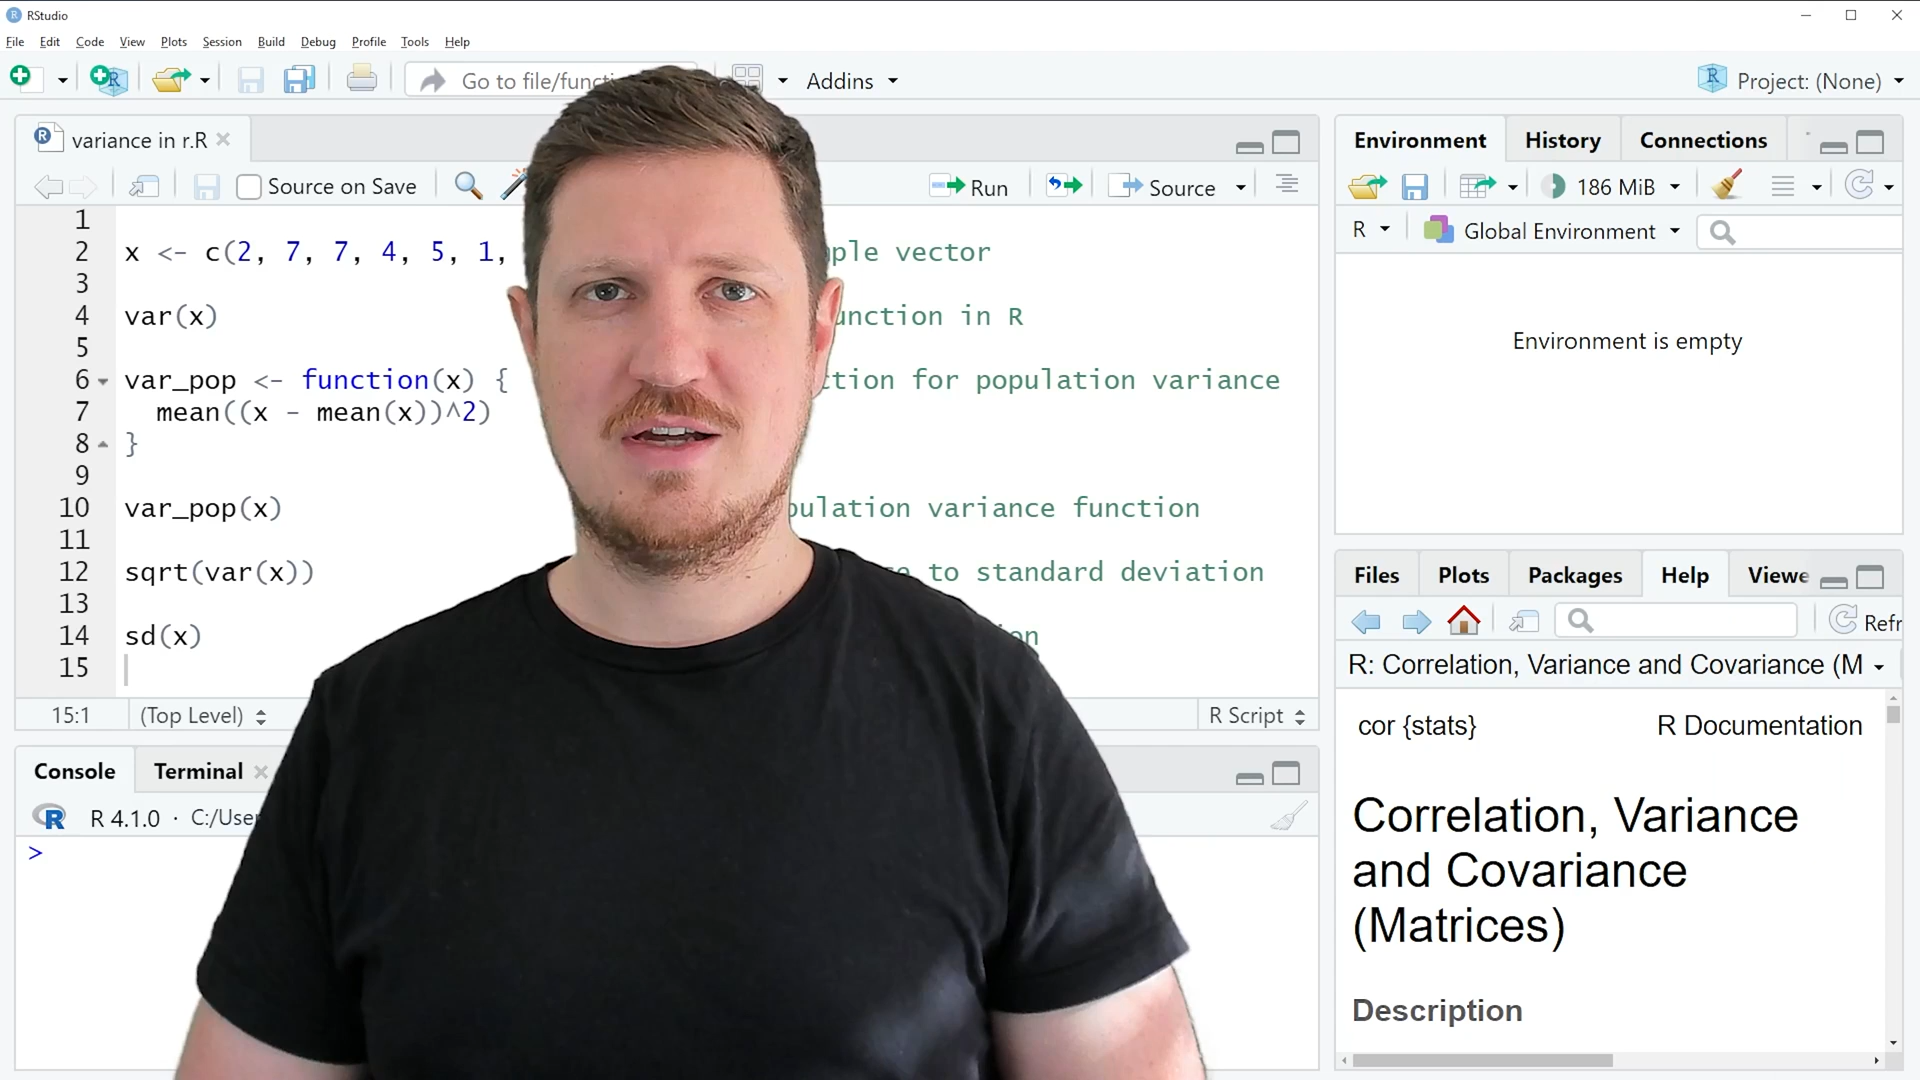 RStudio
File Edit Code View Plots Session Build Debug Profile Tools Help
Go to file/functi
Addins
Project: (None)
variance in r.R
Source on Save
Run
Source
1
2 x <- c(2, 7, 7, 4, 5, 1, ple vector
3
4 var(x) unction in R
5
6 var_pop <- function(x) { ction for population variance
7 mean((x - mean(x))^2)
8 }
9
10 var_pop(x) pulation variance function
11
12 sqrt(var(x)) e to standard deviation
13
14 sd(x) on
15
15:1 (Top Level) R Script
Console Terminal
R 4.1.0 · C:/User
>
Environment History Connections
186 MiB
R Global Environment
Environment is empty
Files Plots Packages Help Viewe
Refr
R: Correlation, Variance and Covariance (M
cor {stats} R Documentation
Correlation, Variance
and Covariance
(Matrices)
Description